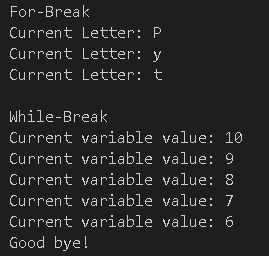 For-Break
Current Letter: P
Current Letter: y
Current Letter: t

While-Break
Current variable value: 10
Current variable value: 9
Current variable value: 8
Current variable value: 7
Current variable value: 6
Good bye!